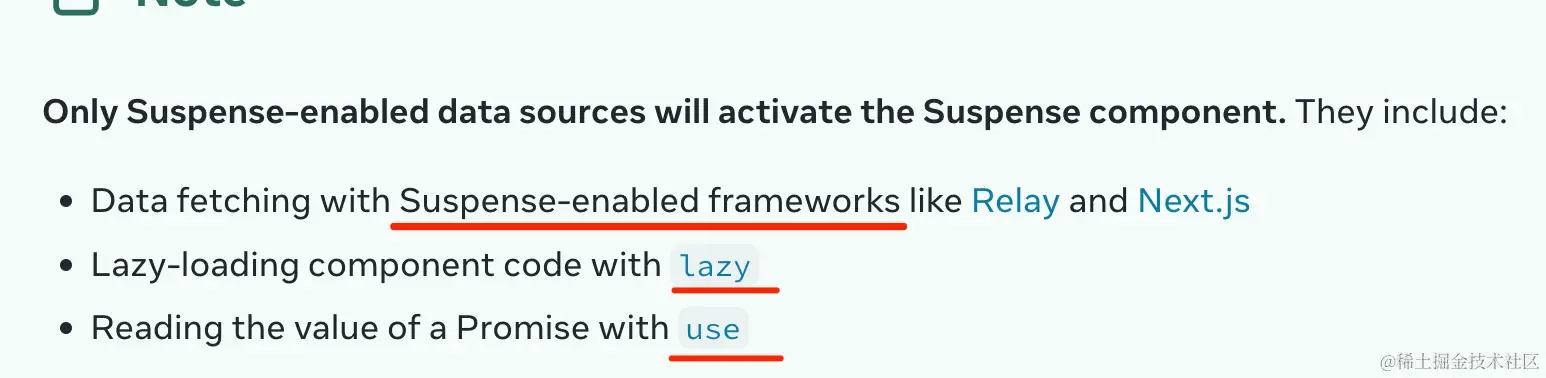 Note
Only Suspense-enabled data sources will activate the Suspense component. They include:
• Data fetching with Suspense-enabled frameworks like Relay and Next.js
• Lazy-loading component code with lazy
• Reading the value of a Promise with use
@稀土掘金技术社区